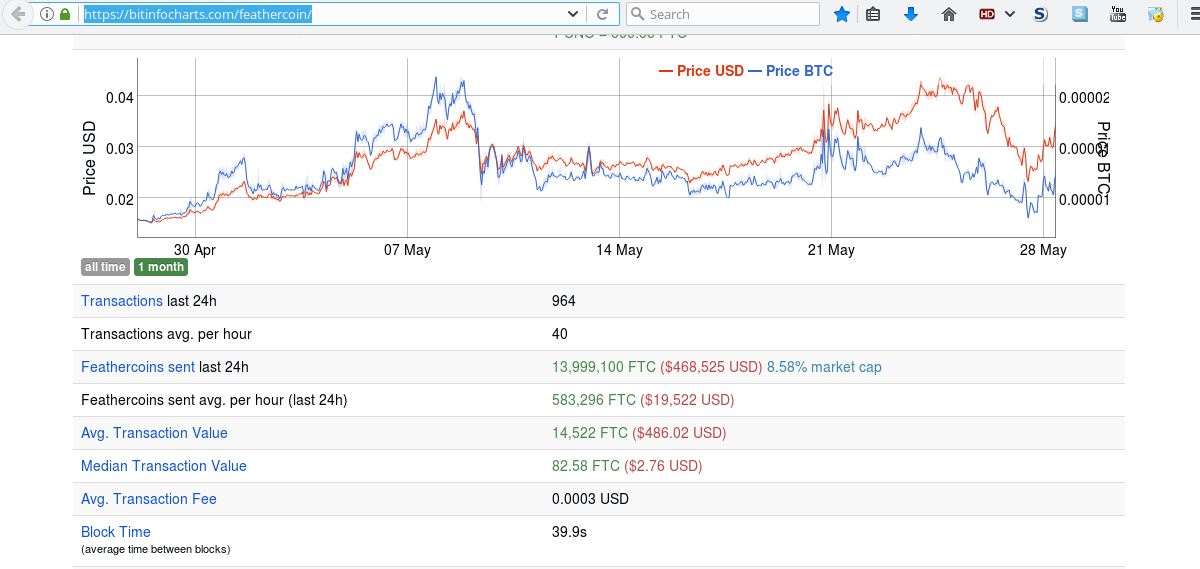 https://bitinfocharts.com/feathercoin/
Search
HD
S
S
You
Tube
Price USD Price BTC
0.04
0.03
0.02
Price USD
0.00002
0.00001
Price BTC
30 Apr 07 May 14 May 21 May 28 May
all time 1 month
Transactions last 24h 964
Transactions avg. per hour 40
Feathercoins sent last 24h 13,999,100 FTC ($468,525 USD) 8.58% market cap
Feathercoins sent avg. per hour (last 24h) 583,296 FTC ($19,522 USD)
Avg. Transaction Value 14,522 FTC ($486.02 USD)
Median Transaction Value 82.58 FTC ($2.76 USD)
Avg. Transaction Fee 0.0003 USD
Block Time 39.9s
(average time between blocks)